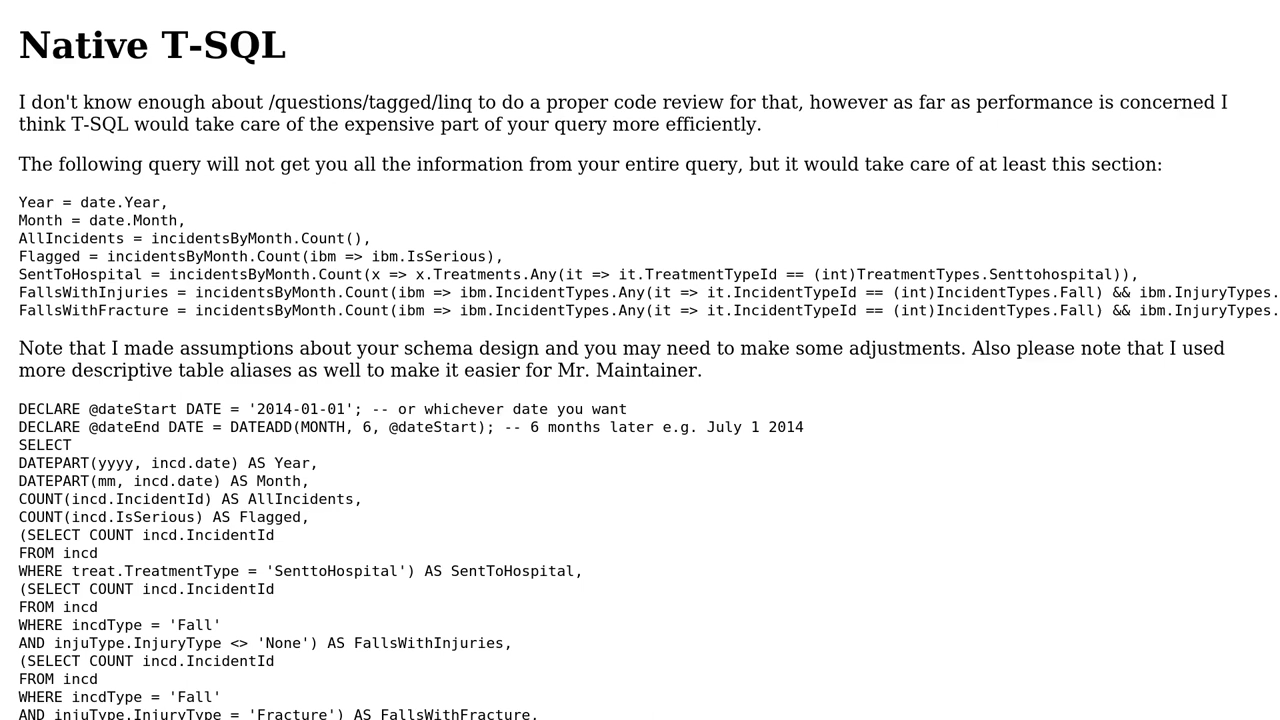 Native T-SQL
I don't know enough about /questions/tagged/linq to do a proper code review for that, however as far as performance is concerned I
think T-SQL would take care of the expensive part of your query more efficiently.
The following query will not get you all the information from your entire query, but it would take care of at least this section:
Year = date.Year,
Month = date.Month,
AllIncidents = incidentsByMonth.Count(),
Flagged = incidentsByMonth.Count(ibm => ibm.IsSerious),
SentToHospital = incidentsByMonth.Count(x => x.Treatments.Any(it => it.TreatmentTypeId == (int)TreatmentTypes.Senttohospital)),
FallsWithInjuries = incidentsByMonth.Count(ibm => ibm.IncidentTypes.Any(it => it.IncidentTypeId == (int)IncidentTypes.Fall) && ibm.InjuryTypes.
FallsWithFracture = incidentsByMonth.Count(ibm => ibm.IncidentTypes.Any(it => it.IncidentTypeId == (int)IncidentTypes.Fall) && ibm.InjuryTypes.
Note that I made assumptions about your schema design and you may need to make some adjustments. Also please note that I used
more descriptive table aliases as well to make it easier for Mr. Maintainer.
DECLARE @dateStart DATE = '2014-01-01'; -- or whichever date you want
DECLARE @dateEnd DATE = DATEADD(MONTH, 6, @dateStart); -- 6 months later e.g. July 1 2014
SELECT
DATEPART(yyyy, incd.date) AS Year,
DATEPART(mm, incd.date) AS Month,
COUNT(incd.IncidentId) AS AllIncidents,
COUNT(incd.IsSerious) AS Flagged,
(SELECT COUNT incd.IncidentId
FROM incd
WHERE treat.TreatmentType = 'SenttoHospital') AS SentToHospital,
(SELECT COUNT incd.IncidentId
FROM incd
WHERE incdType = 'Fall'
AND injuType.InjuryType <> 'None') AS FallsWithInjuries,
(SELECT COUNT incd.IncidentId
FROM incd
WHERE incdType = 'Fall'
AND injuType.InjuryType = 'Fracture') AS FallsWithFracture,